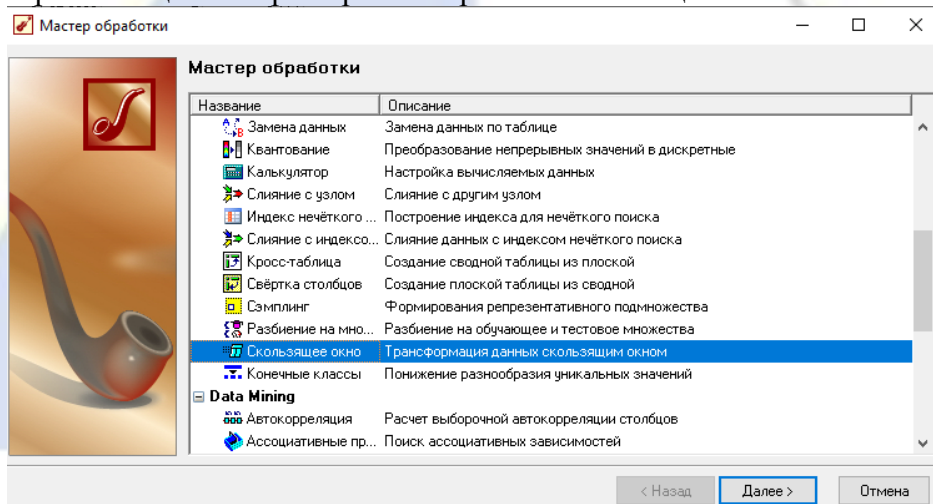 Мастер обработки
Мастер обработки
Название Описание
Замена данных Замена данных по таблице
Квантование Преобразование непрерывных значений в дискретные
Калькулятор Настройка вычисляемых данных
Слияние с узлом Слияние с другим узлом
Индекс нечёткого ... Построение индекса для нечёткого поиска
Слияние с индексо... Слияние данных с индексом нечёткого поиска
Кросс-таблица Создание сводной таблицы из плоской
Свёртка столбцов Создание плоской таблицы из сводной
Сэмплинг Формирования репрезентативного подмножества
Разбиение на мно... Разбиение на обучающее и тестовое множества
Скользящее окно Трансформация данных скользящим окном
Конечные классы Понижение разнообразия уникальных значений
Data Mining
Автокорреляция Расчет выборочной автокорреляции столбцов
Ассоциативные пр... Поиск ассоциативных зависимостей
< Назад Далее > Отмена